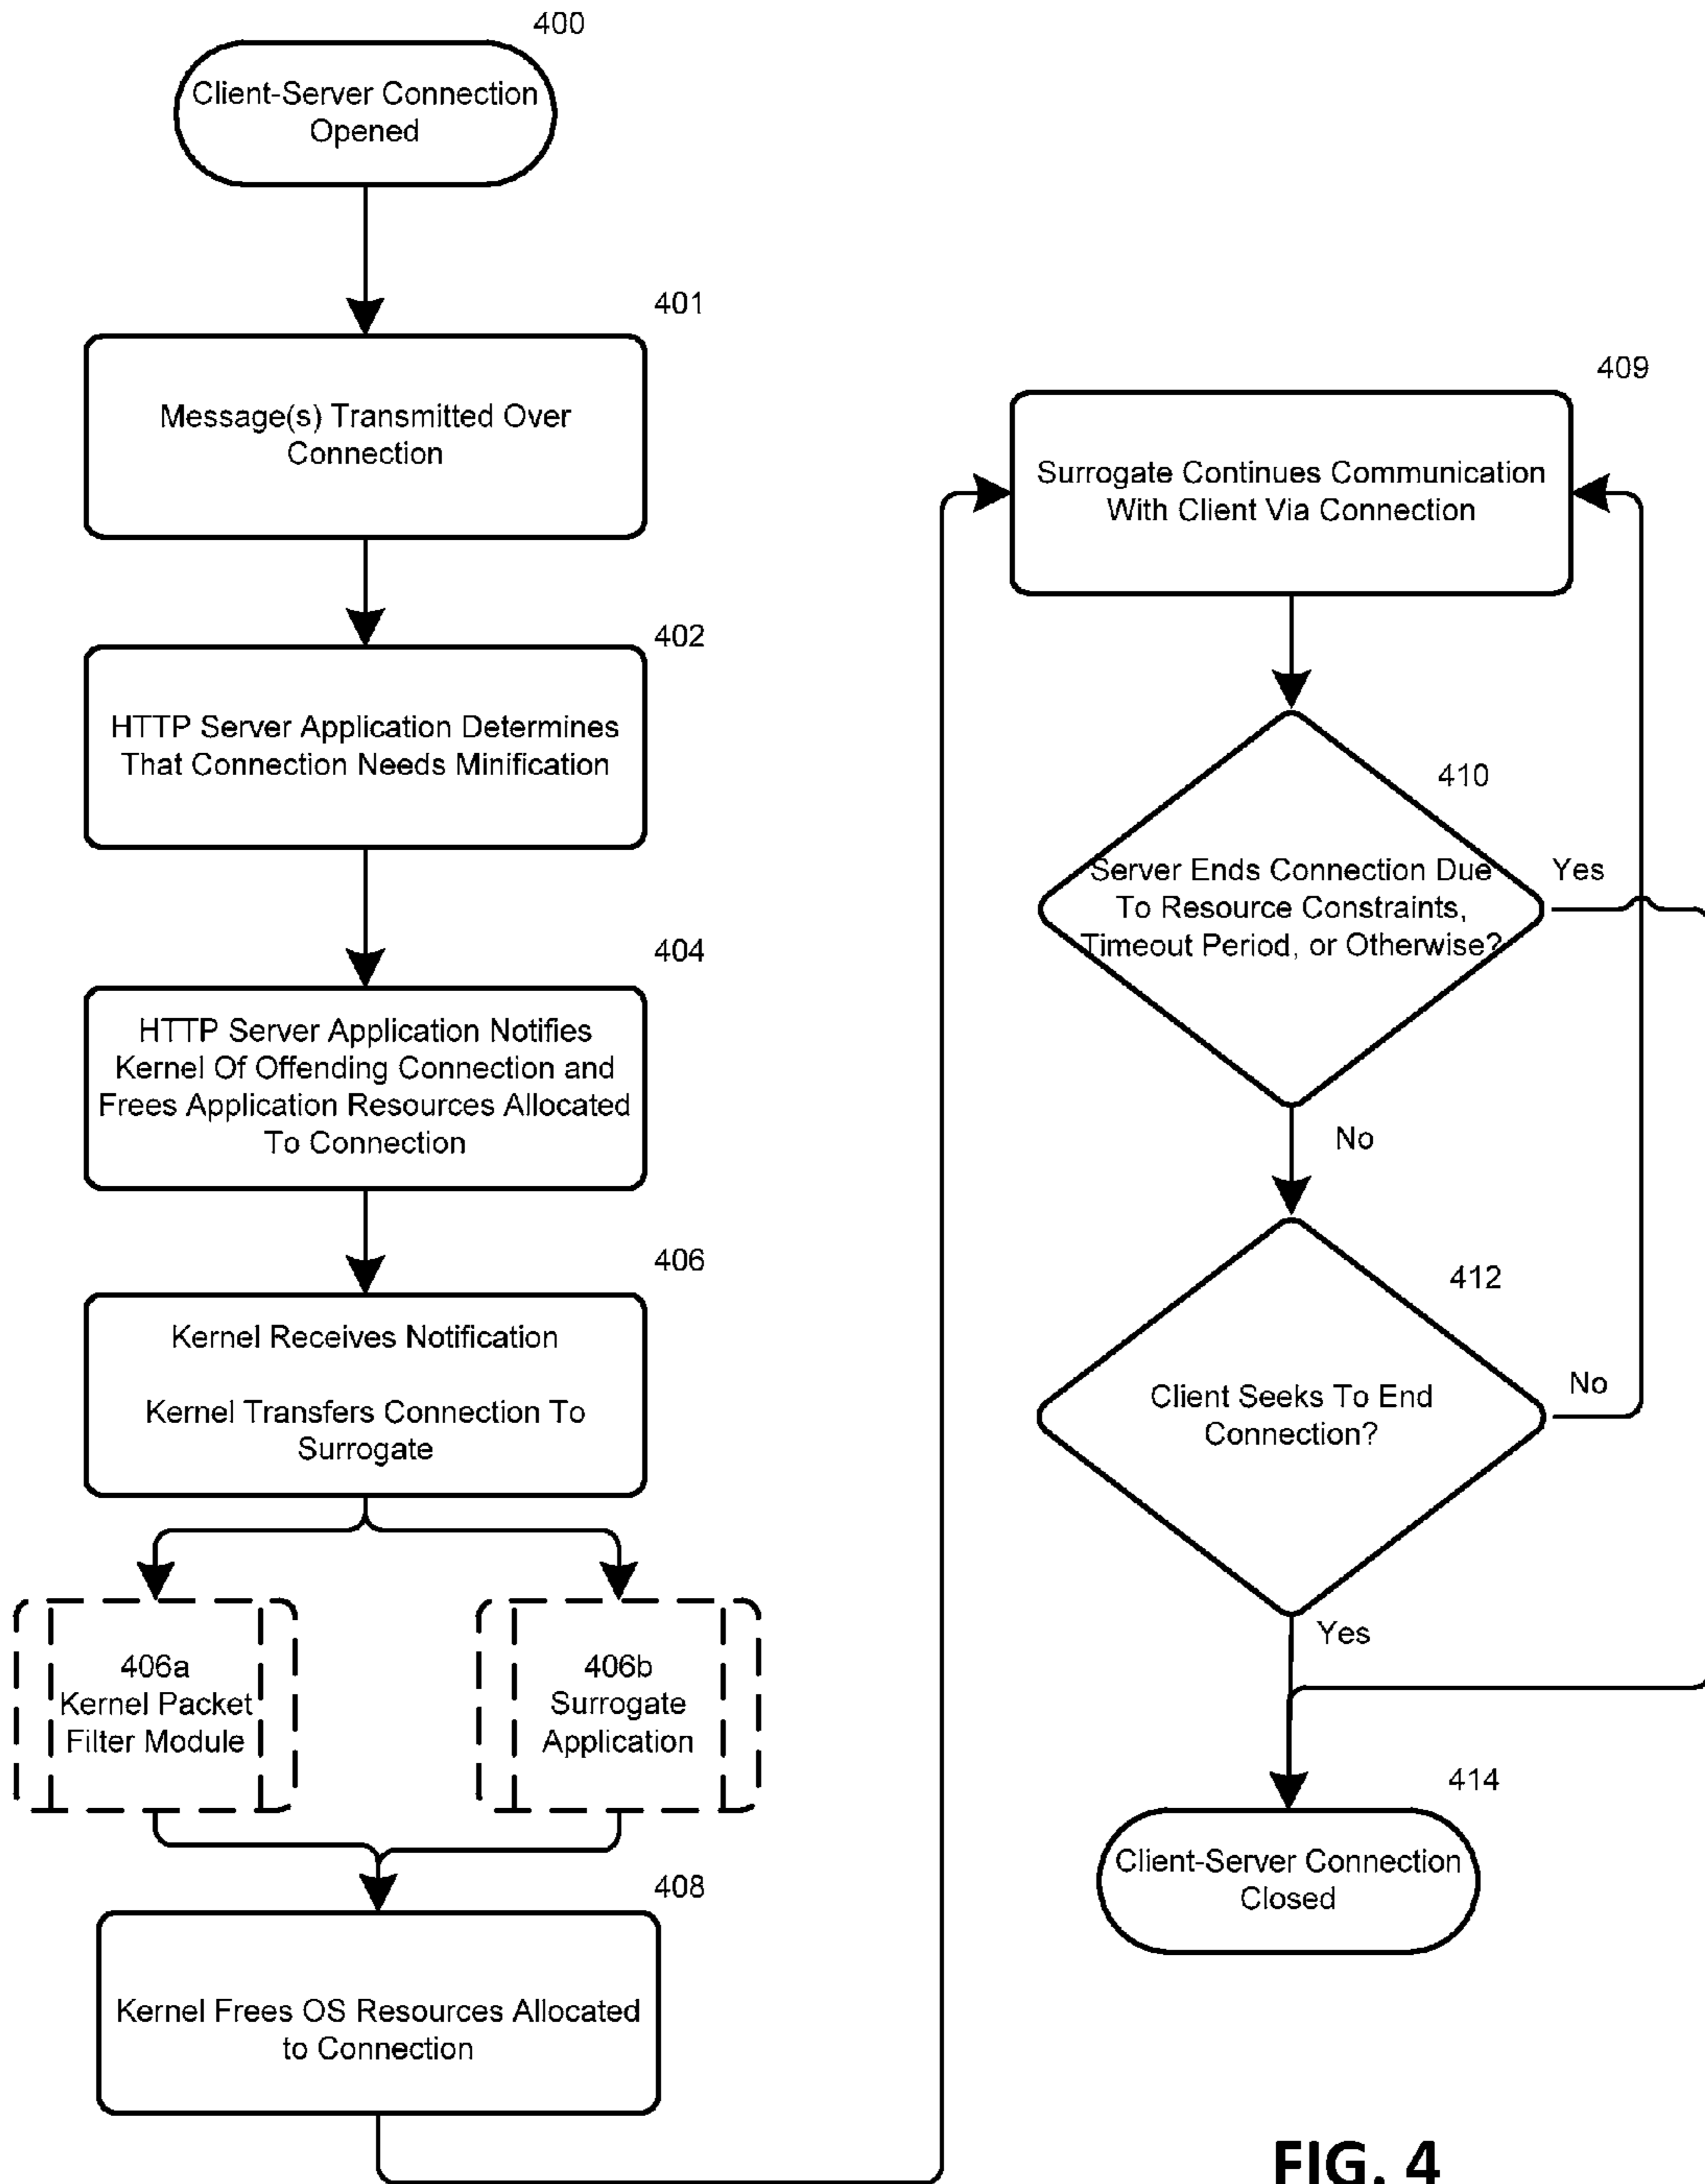 400
Client-Server Connection
Opened
401
Message(s) Transmitted Over
Connection
402
HTTP Server Application Determines
That Connection Needs Minification
404
HTTP Server Application Notifies
Kernel Of Offending Connection and
Frees Application Resources Allocated
To Connection
406
Kernel Receives Notification
Kernel Transfers Connection To
Surrogate
406a
Kernel Packet
Filter Module
406b
Surrogate
Application
408
Kernel Frees OS Resources Allocated
to Connection
409
Surrogate Continues Communication
With Client Via Connection
410
Server Ends Connection Due
To Resource Constraints,
Timeout Period, or Otherwise?
Yes
No
412
Client Seeks To End
Connection?
No
Yes
414
Client-Server Connection
Closed
FIG. 4